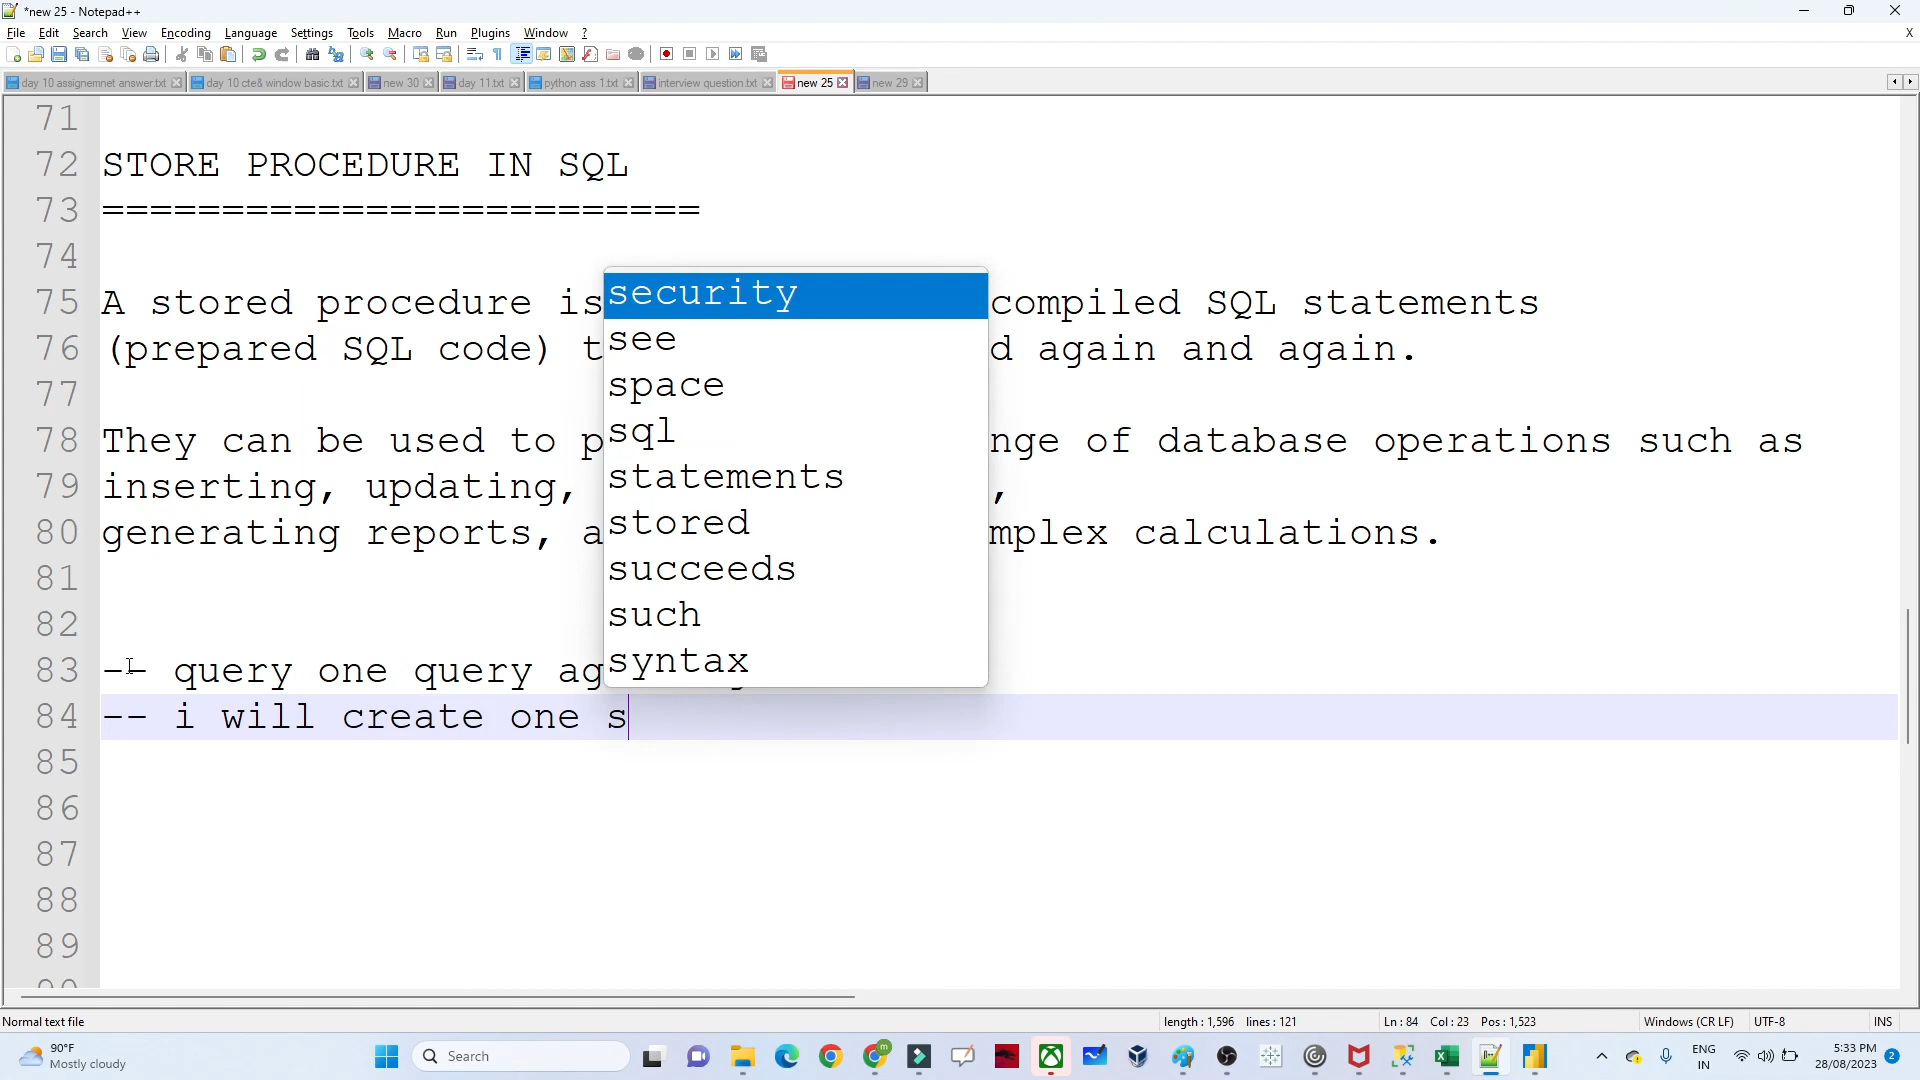 *new 25 - Notepad++
File Edit Search View Encoding Language Settings Tools Macro Run Plugins Window ? X
day 10 assignemnet answer.txt day 10 cte& window basic.txt new 30 day 11.txt python ass 1.txt interview question.txt new 25 new 29
71
72 STORE PROCEDURE IN SQL
73 =========================
74
75 A stored procedure is compiled SQL statements
76 (prepared SQL code) t d again and again.
77
78 They can be used to p nge of database operations such as
79 inserting, updating, ,
80 generating reports, a mplex calculations.
81
82
83 -- query one query ag
84 -- i will create one s
85
86
87
88
89
90
security
see
space
sql
statements
stored
succeeds
such
syntax
Normal text file length : 1,596 lines : 121 Ln : 84 Col : 23 Pos : 1,523 Windows (CR LF) UTF-8 INS
90°F
Mostly cloudy
Search
m
ENG
IN
5:33 PM
28/08/2023
2